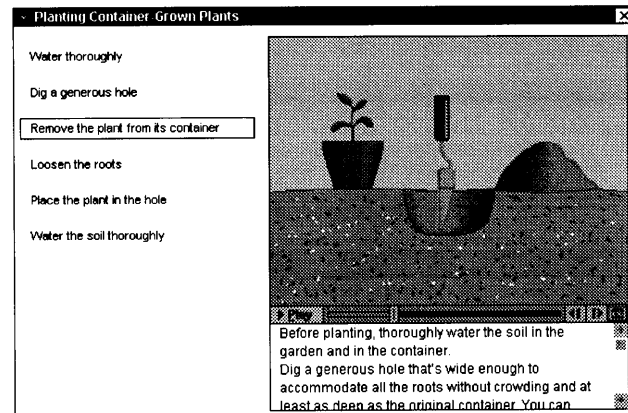 Planting Container-Grown Plants
Water thoroughly
Dig a generous hole
Remove the plant from its container
Loosen the roots
Place the plant in the hole
Water the soil thoroughly
Play
Before planting, thoroughly water the soil in the
garden and in the container.
Dig a generous hole that's wide enough to
accommodate all the roots without crowding and at
least as deep as the original container. You can